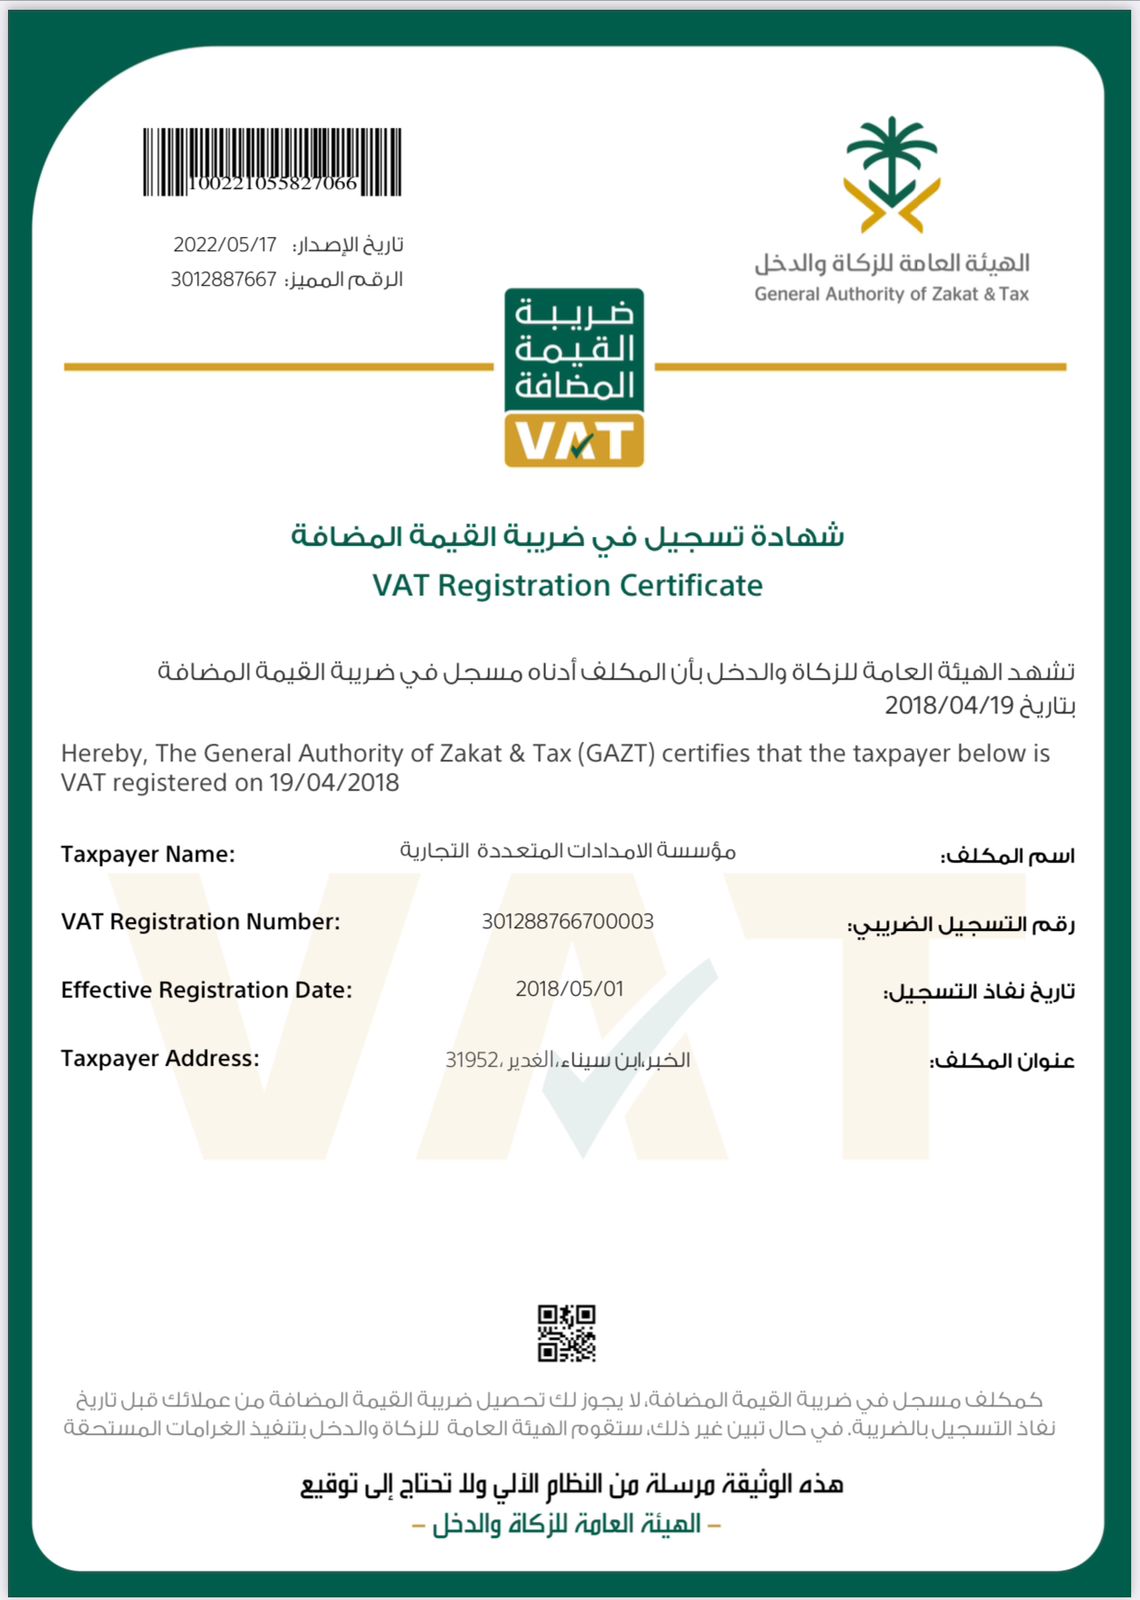 100221055827066
تاريخ الإصدار: 2022/05/17
الرقم المميز: 3012887667
الهيئة العامة للزكاة والدخل
General Authority of Zakat & Tax
ضريبة
القيمة
المضافة
VAT
شهادة تسجيل في ضريبة القيمة المضافة
VAT Registration Certificate
تشهد الهيئة العامة للزكاة والدخل بأن المكلف أدناه مسجل في ضريبة القيمة المضافة
بتاريخ 2018/04/19
Hereby, The General Authority of Zakat & Tax (GAZT) certifies that the taxpayer below is
VAT registered on 19/04/2018
Taxpayer Name: مؤسسة الامدادات المتعددة التجارية اسم المكلف:
VAT Registration Number: 301288766700003 رقم التسجيل الضريبي:
Effective Registration Date: 2018/05/01 تاريخ نفاذ التسجيل:
Taxpayer Address: الخبر،ابن سيناء،الغدير ،31952 عنوان المكلف:
VAT
كمكلف مسجل في ضريبة القيمة المضافة، لا يجوز لك تحصيل ضريبة القيمة المضافة من عملائك قبل تاريخ
نفاذ التسجيل بالضريبة. في حال تبين غير ذلك، ستقوم الهيئة العامة للزكاة والدخل بتنفيذ الغرامات المستحقة
هذه الوثيقة مرسلة من النظام الآلي ولا تحتاج إلى توقيع
– الهيئة العامة للزكاة والدخل –